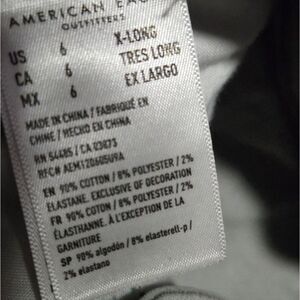 AMERICAN EAGLE
OUTFITTERS
US 6 X-LONG
CA 6 TRES LONG
MX 6 EX LARGO
MADE IN CHINA / FABRIQUÉ EN
CHINE / HECHO EN CHINA
RN 54485 / CA 03873
EN 90% COTTON / 8% POLYESTER / 2%
ELASTANE. EXCLUSIVE OF DECORATION
FR 90% COTON / 8% POLYESTER / 2%
ÉLASTHANNE. À L'EXCEPTION DE LA
GARNITURE
SP 90% algodón / 8% elasterell-p /
2% elastano